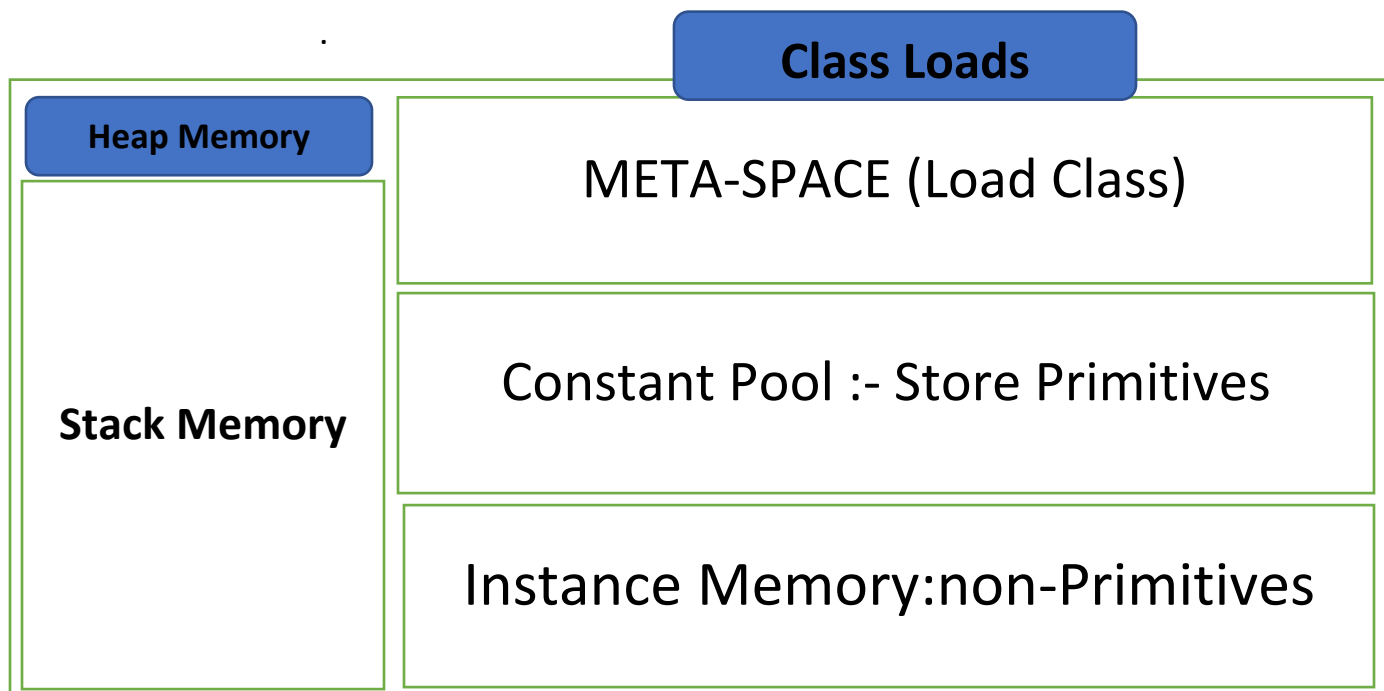 .
Class Loads
Heap Memory
META-SPACE (Load Class)
Constant Pool :- Store Primitives
Stack Memory
Instance Memory:non-Primitives